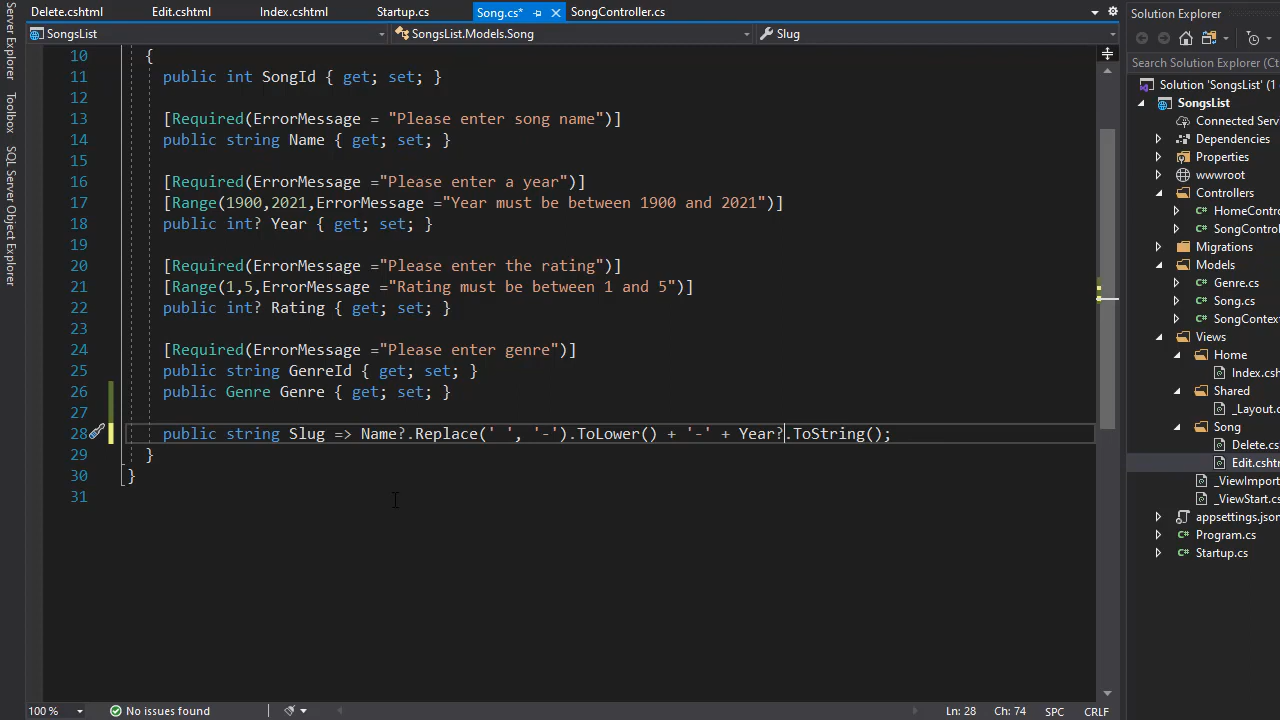 Delete.cshtml Edit.cshtml Index.cshtml Startup.cs Song.cs* SongController.cs
SongsList SongsList.Models.Song Slug
Server Explorer
Toolbox
SQL Server Object Explorer
10 {
11 public int SongId { get; set; }
12
13 [Required(ErrorMessage = "Please enter song name")]
14 public string Name { get; set; }
15
16 [Required(ErrorMessage ="Please enter a year")]
17 [Range(1900,2021,ErrorMessage ="Year must be between 1900 and 2021")]
18 public int? Year { get; set; }
19
20 [Required(ErrorMessage ="Please enter the rating")]
21 [Range(1,5,ErrorMessage ="Rating must be between 1 and 5")]
22 public int? Rating { get; set; }
23
24 [Required(ErrorMessage ="Please enter genre")]
25 public string GenreId { get; set; }
26 public Genre Genre { get; set; }
27
28 public string Slug => Name?.Replace(' ', '-').ToLower() + '-' + Year?.ToString();
29 }
30 }
31
100 % No issues found Ln: 28 Ch: 74 SPC CRLF
Solution Explorer
Search Solution Explorer (Ct
Solution 'SongsList' (1
SongsList
Connected Serv
Dependencies
Properties
wwwroot
Controllers
C# HomeContr
C# SongContro
Migrations
Models
C# Genre.cs
C# Song.cs
C# SongContex
Views
Home
Index.csh
Shared
_Layout.c
Song
Delete.cs
Edit.cshtm
_ViewImport
_ViewStart.cs
appsettings.json
C# Program.cs
C# Startup.cs